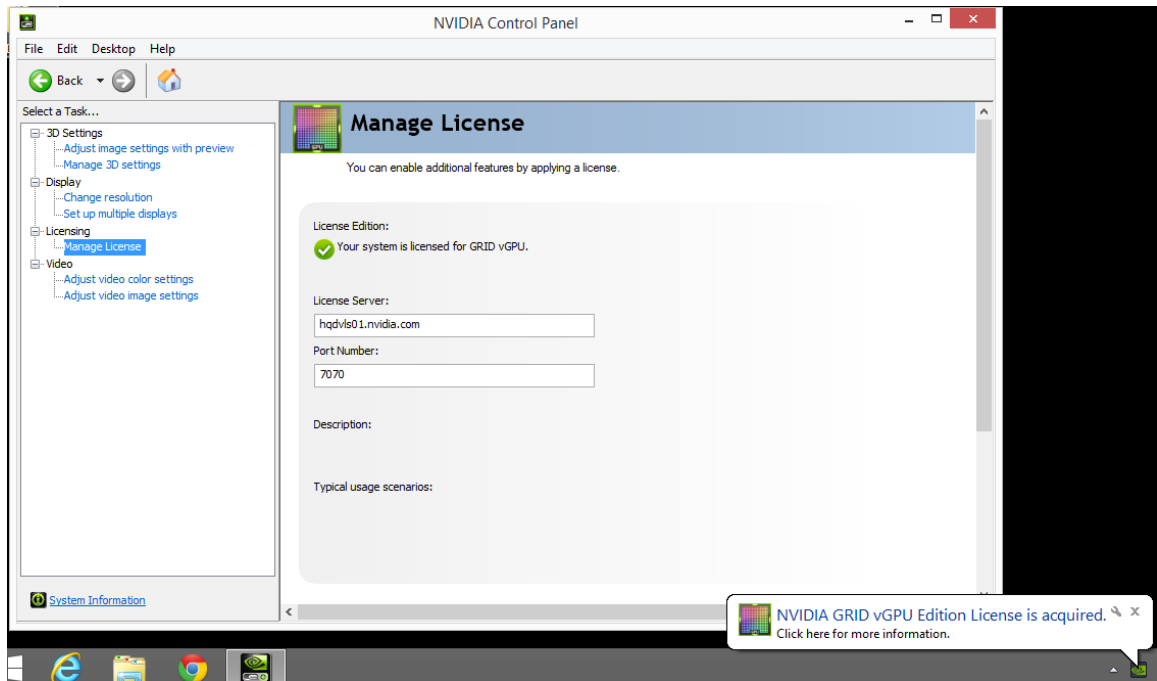 NVIDIA Control Panel
File Edit Desktop Help
Back
Select a Task...
3D Settings
Adjust image settings with preview
Manage 3D settings
Display
Change resolution
Set up multiple displays
Licensing
Manage License
Video
Adjust video color settings
Adjust video image settings
System Information
Manage License
You can enable additional features by applying a license.
License Edition:
Your system is licensed for GRID vGPU.
License Server:
hqdvls01.nvidia.com
Port Number:
7070
Description:
Typical usage scenarios:
NVIDIA GRID vGPU Edition License is acquired.
Click here for more information.